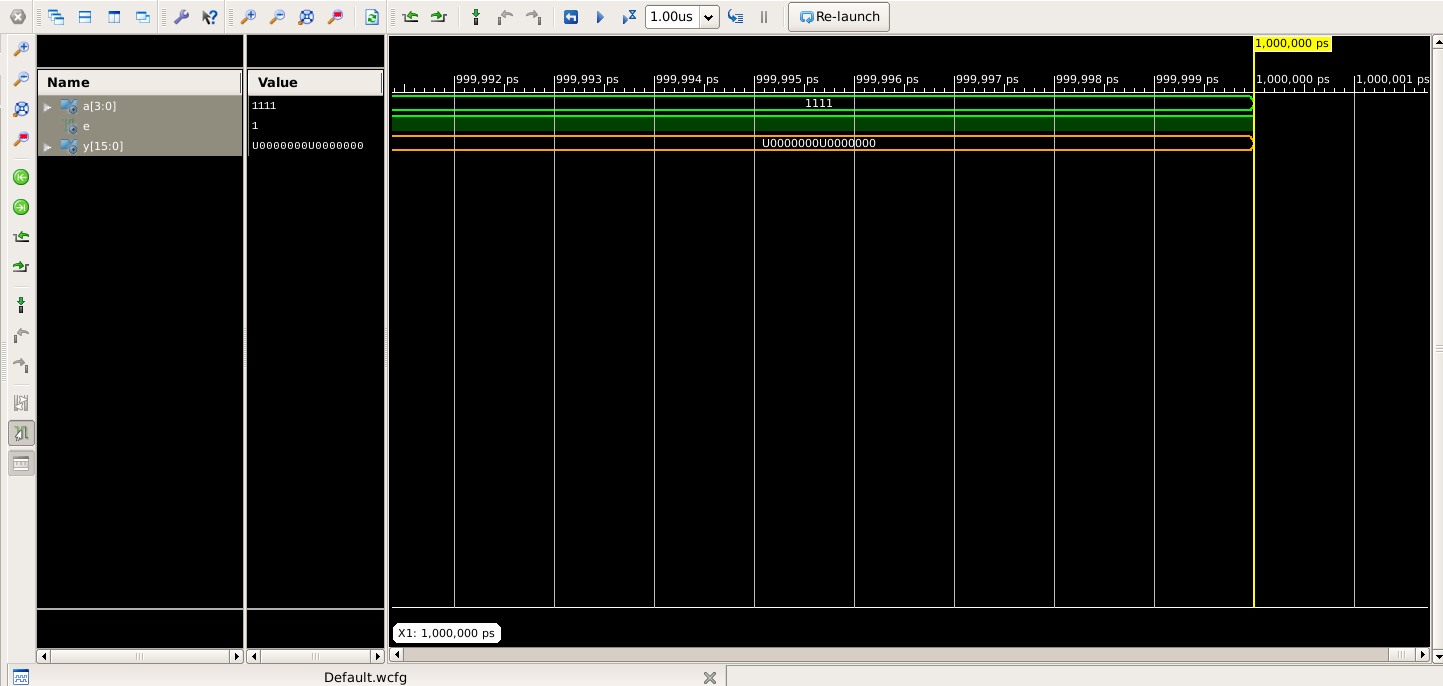 1.00us
Re-launch
1,000,000 ps
Name
Value
999,992 ps
999,993 ps
999,994 ps
999,995 ps
999,996 ps
999,997 ps
999,998 ps
999,999 ps
1,000,000 ps
1,000,001 ps
a[3:0]
1111
1111
e
1
y[15:0]
U0000000U0000000
U0000000U0000000
X1: 1,000,000 ps
Default.wcfg